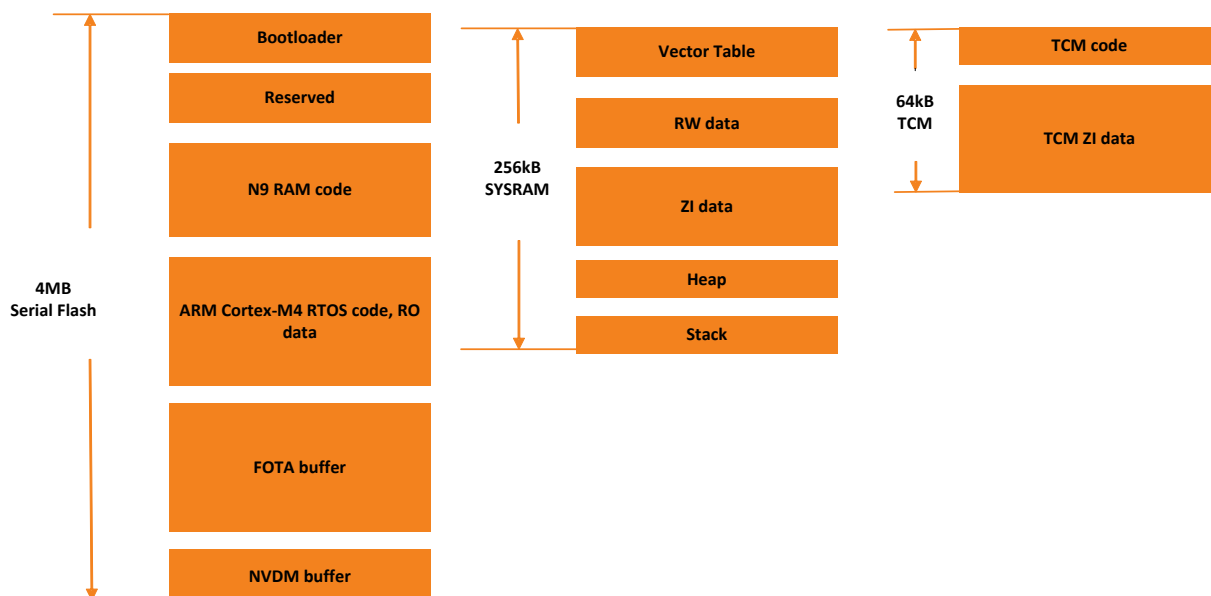 4MB
Serial Flash
Bootloader
Reserved
N9 RAM code
ARM Cortex-M4 RTOS code, RO
data
FOTA buffer
NVDM buffer
256kB
SYSRAM
Vector Table
RW data
ZI data
Heap
Stack
64kB
TCM
TCM code
TCM ZI data